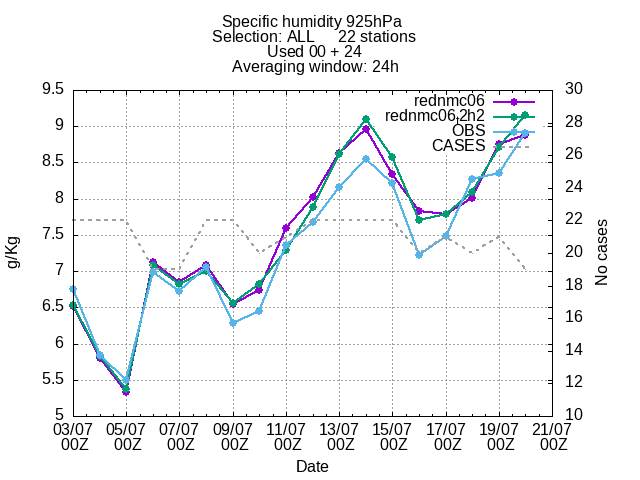 Specific humidity 925hPa
Selection: ALL 22 stations
Used 00 + 24
Averaging window: 24h
9.5
9
8.5
8
7.5
7
6.5
6
5.5
5
g/Kg
30
28
26
24
22
20
18
16
14
12
10
No cases
rednmc06
rednmc06,2h2
OBS
CASES
03/07 05/07 07/07 09/07 11/07 13/07 15/07 17/07 19/07 21/07
00Z 00Z 00Z 00Z 00Z 00Z 00Z 00Z 00Z 00Z
Date